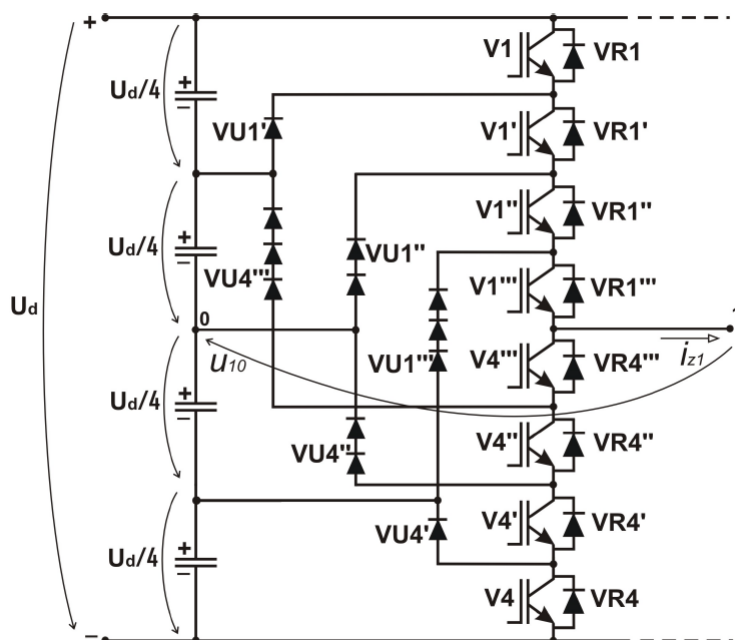 +
V1 VR1
+
Ud/4
−
VU1' V1' VR1'
+
Ud/4
−
V1'' VR1''
VU4''' VU1''
V1''' VR1'''
Ud
0
u10
VU1''' iz1
V4''' VR4'''
+
Ud/4
−
VU4'' V4'' VR4''
+
Ud/4
−
VU4' V4' VR4'
V4 VR4
−